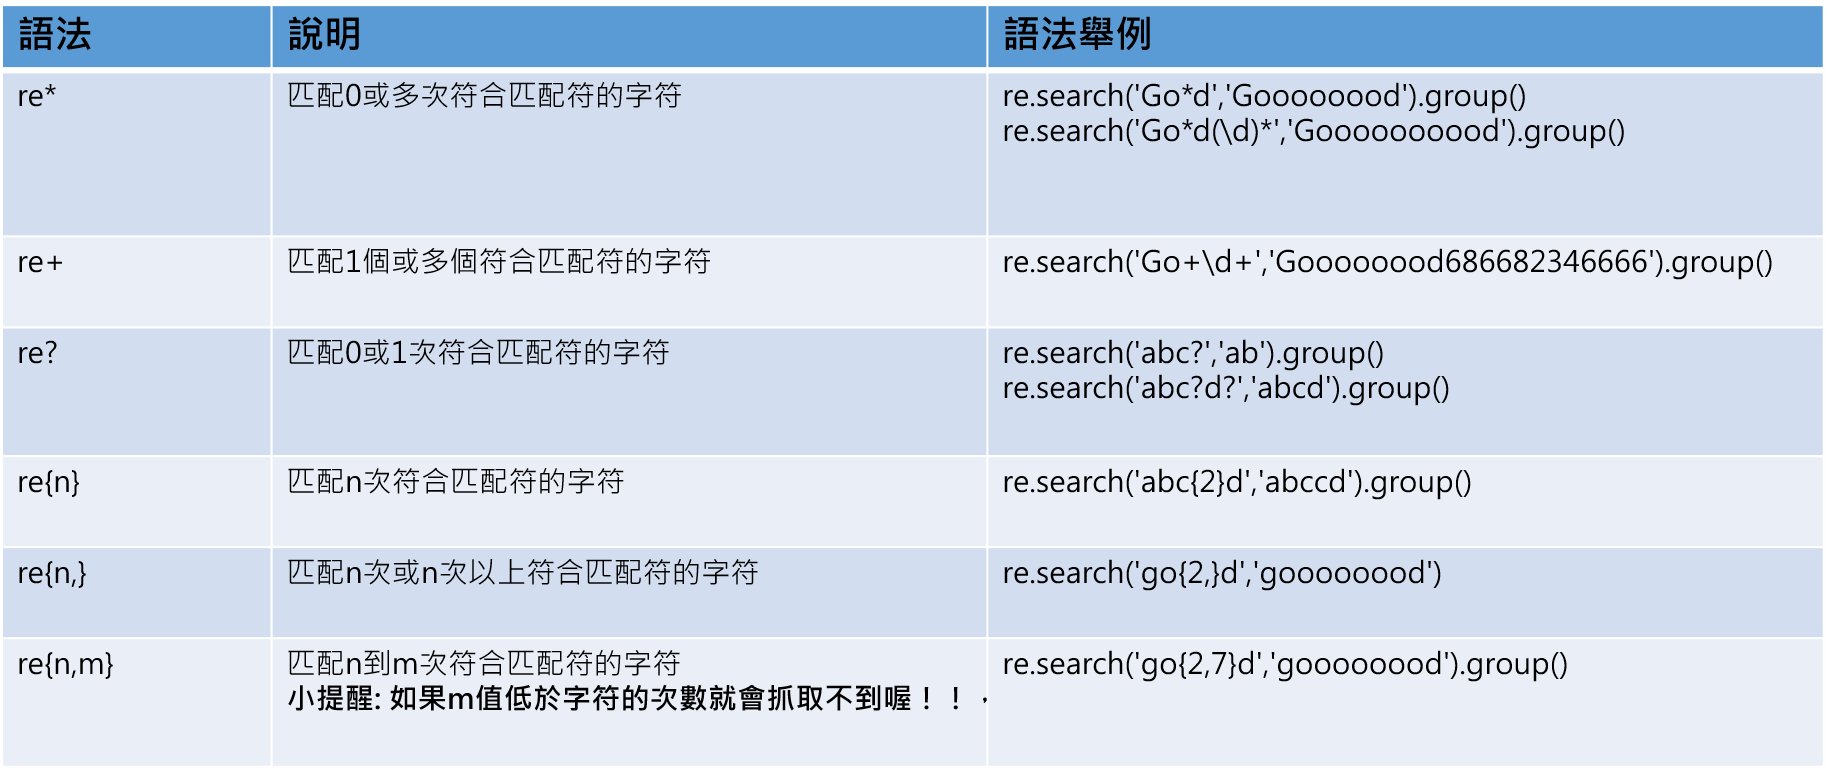 語法 說明 語法舉例
re* 匹配0或多次符合匹配符的字符 re.search('Go*d','Goooooood').group()
re.search('Go*d(\d)*','Goooooooood').group()
re+ 匹配1個或多個符合匹配符的字符 re.search('Go+\d+','Goooooood686682346666').group()
re? 匹配0或1次符合匹配符的字符 re.search('abc?','ab').group()
re.search('abc?d?','abcd').group()
re{n} 匹配n次符合匹配符的字符 re.search('abc{2}d','abccd').group()
re{n,} 匹配n次或n次以上符合匹配符的字符 re.search('go{2,}d','goooooood')
re{n,m} 匹配n到m次符合匹配符的字符 re.search('go{2,7}d','goooooood').group()
小提醒: 如果m值低於字符的次數就會抓取不到喔！！，